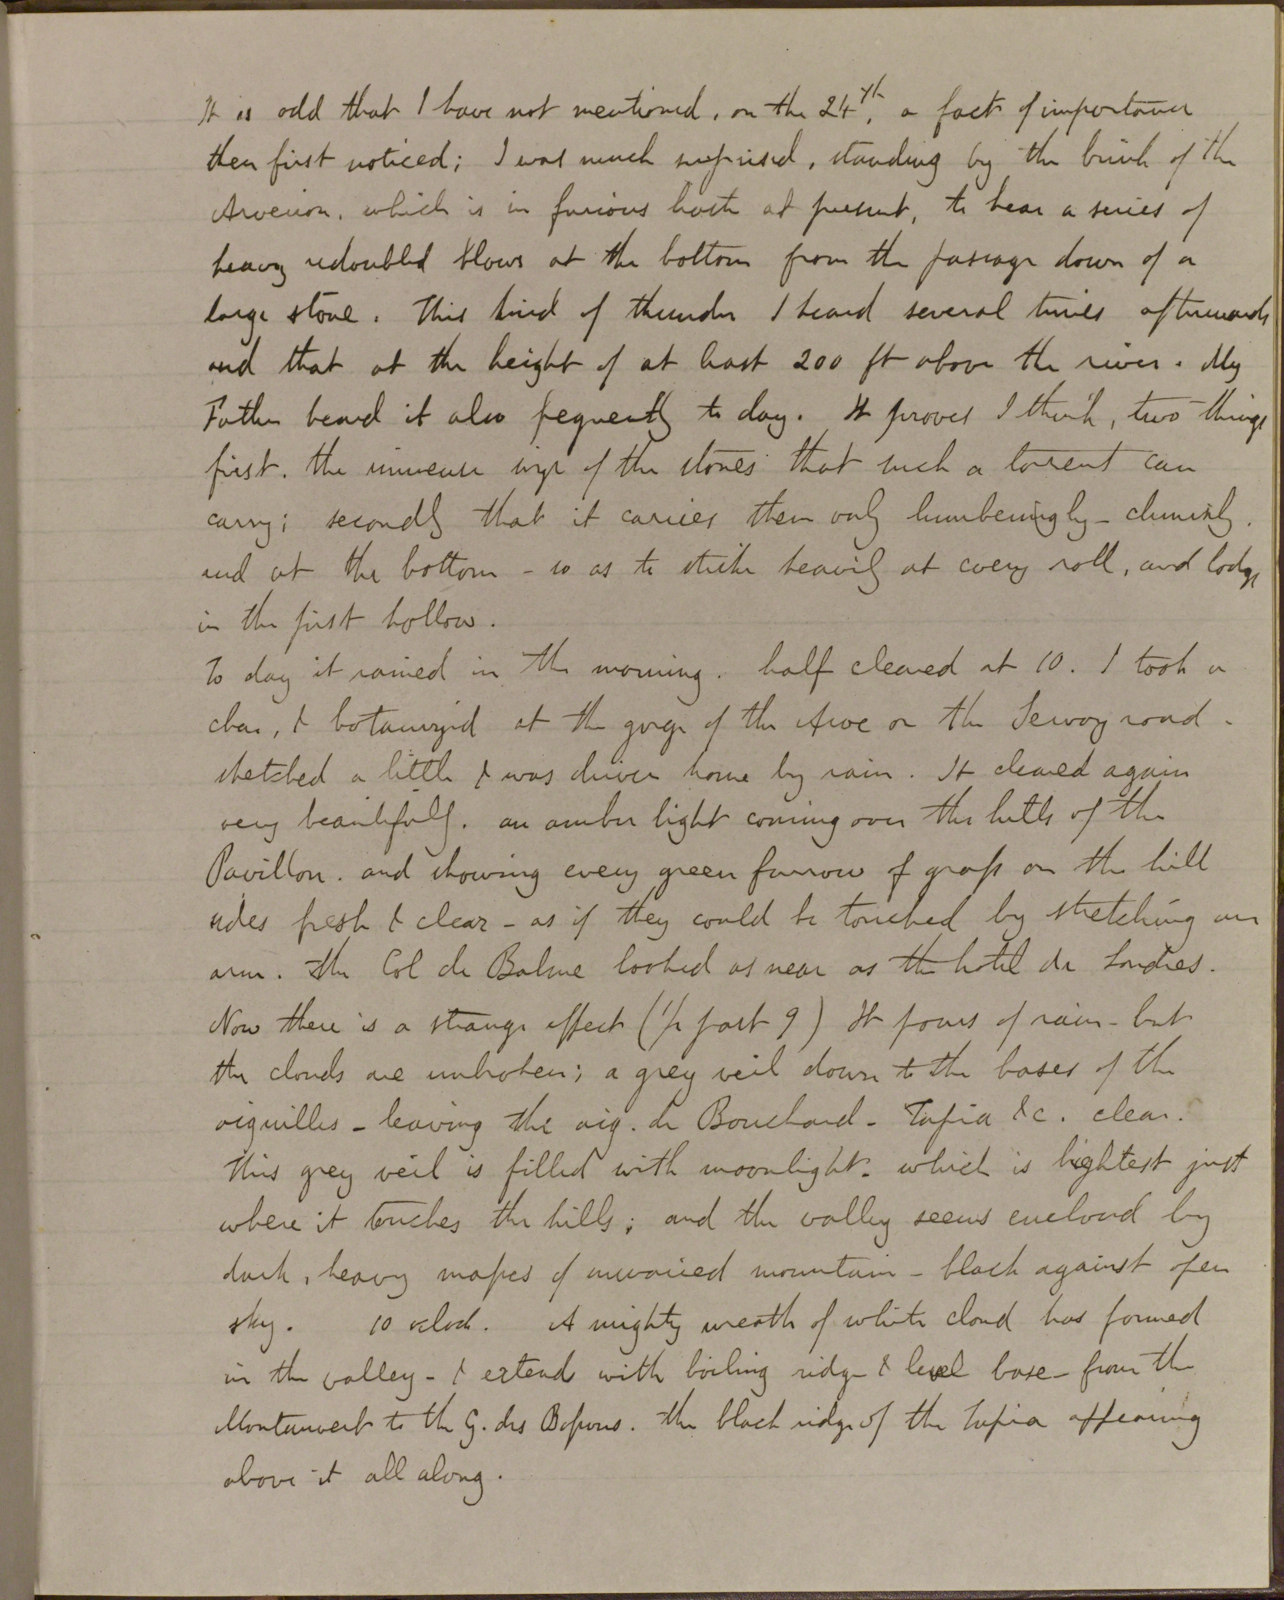 It is odd that I have not mentioned, on the 24th, a fact of importance
then first noticed; I was much surprised, standing by the brink of the
Arveiron, which is in furious haste at present, to hear a series of
heavy redoubled blows at the bottom from the passage down of a
large stone. This kind of thunder I heard several times afterwards
and that at the height of at least 200 ft above the river. My
Father heard it also frequently to day. It proves I think, two things
first. the immense size of the stones that such a torrent can
carry; secondly that it carries them only lumberingly - clumsily.
and at the bottom - so as to strike heavily at every roll, and lodge
in the first hollow.
To day it rained in the morning. half cleared at 10. I took a
char, & botanized at the gorge of the Arve on the Servoz road -
sketched a little & was driven home by rain. It cleared again
very beautifully. an amber light coming over the hills of the
Pavillon. and showing every green furrow of grass on the hill
sides fresh & clear - as if they could be touched by stretching an
arm. The Col de Balme looked as near as the hotel de Londres.
Now there is a strange effect (1/2 past 9) It pours of rain - but
the clouds are unbroken; a grey veil down to the bases of the
aiguilles - leaving the aig. de Bouchard - Tapia &c. clear.
This grey veil is filled with moonlight. which is lightest just
where it touches the hills; and the valley seems enclosed by
dark, heavy masses of unvaried mountain - black against open
sky. 10 oclock. A mighty wreath of white cloud has formed
in the valley - & extends with boiling ridge & level base - from the
Montanvert to the G. des Bossons. the black ridge of the Tapia appearing
above it all along.